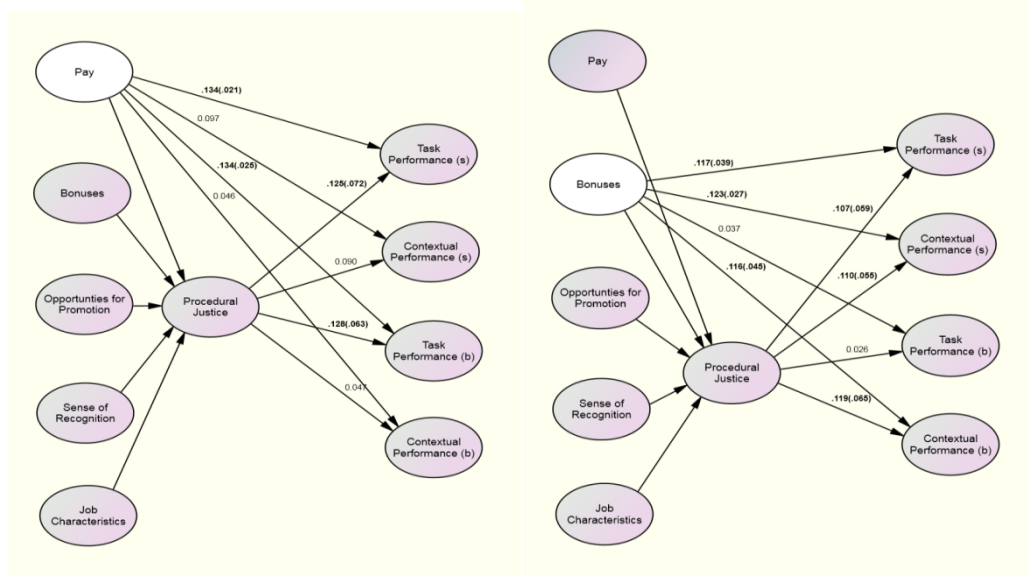 Pay
.134(.021)
0.097
.134(.025)
0.046
Bonuses
Task
Performance (s)
.125(.072)
Contextual
Performance (s)
0.090
Opportunties for
Promotion
Procedural
Justice
.128(.063)
Task
Performance (b)
0.047
Sense of
Recognition
Contextual
Performance (b)
Job
Characteristics
Pay
Bonuses
.117(.039)
.123(.027)
0.037
.116(.045)
Task
Performance (s)
.107(.059)
Contextual
Performance (s)
.110(.055)
Opportunties for
Promotion
Procedural
Justice
0.026
Task
Performance (b)
.119(.065)
Sense of
Recognition
Contextual
Performance (b)
Job
Characteristics